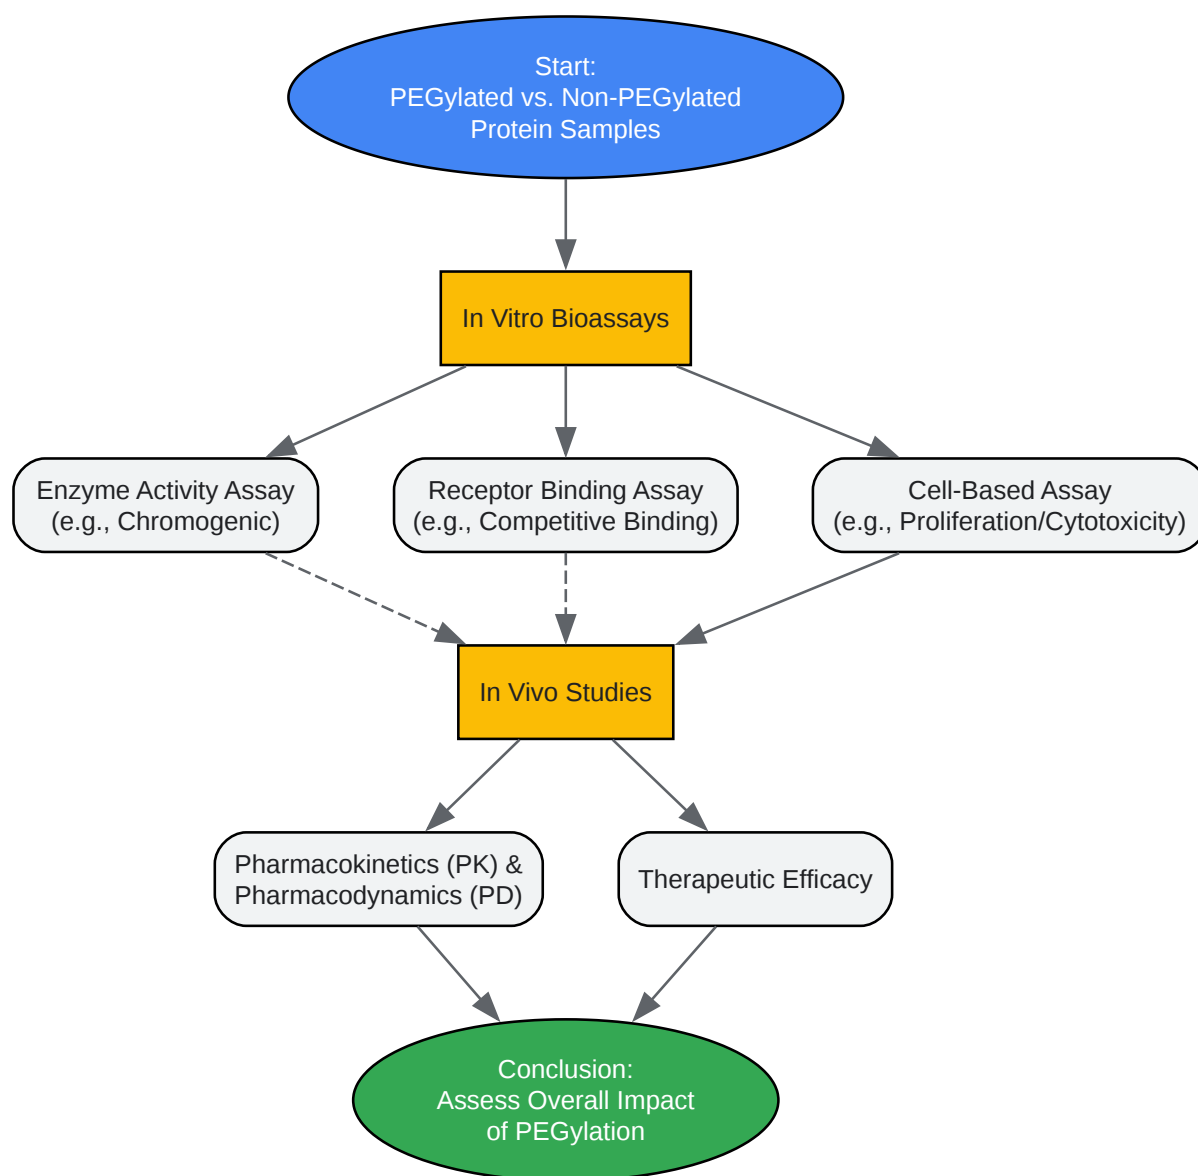 Start:
PEGylated vs. Non-PEGylated
Protein Samples
In Vitro Bioassays
Enzyme Activity Assay
(e.g., Chromogenic)
Receptor Binding Assay
(e.g., Competitive Binding)
Cell-Based Assay
(e.g., Proliferation/Cytotoxicity)
In Vivo Studies
Pharmacokinetics (PK) &
Pharmacodynamics (PD)
Therapeutic Efficacy
Conclusion:
Assess Overall Impact
of PEGylation